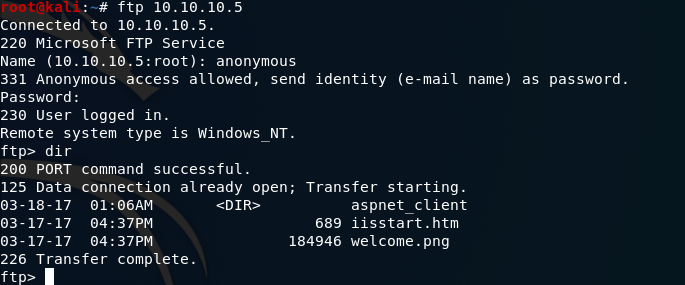 root@kali:~# ftp 10.10.10.5
Connected to 10.10.10.5.
220 Microsoft FTP Service
Name (10.10.10.5:root): anonymous
331 Anonymous access allowed, send identity (e-mail name) as password.
Password:
230 User logged in.
Remote system type is Windows_NT.
ftp> dir
200 PORT command successful.
125 Data connection already open; Transfer starting.
03-18-17  01:06AM       <DIR>          aspnet_client
03-17-17  04:37PM                  689 iisstart.htm
03-17-17  04:37PM               184946 welcome.png
226 Transfer complete.
ftp>